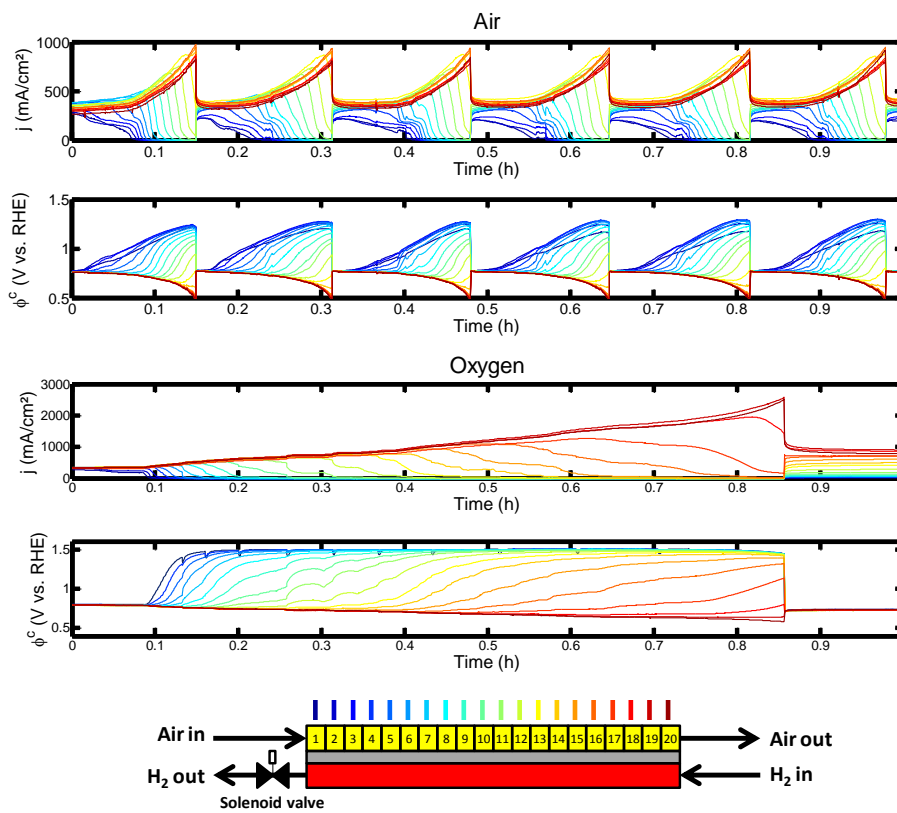 Air
1000
500
0
j (mA/cm²)
0 0.1 0.2 0.3 0.4 0.5 0.6 0.7 0.8 0.9
Time (h)
1.5
1
0.5
ϕᶜ (V vs. RHE)
0 0.1 0.2 0.3 0.4 0.5 0.6 0.7 0.8 0.9
Time (h)
Oxygen
3000
2000
1000
0
j (mA/cm²)
0 0.1 0.2 0.3 0.4 0.5 0.6 0.7 0.8 0.9
Time (h)
1.5
1
0.5
ϕᶜ (V vs. RHE)
0 0.1 0.2 0.3 0.4 0.5 0.6 0.7 0.8 0.9
Time (h)
Air in
1 2 3 4 5 6 7 8 9 10 11 12 13 14 15 16 17 18 19 20
Air out
H₂ out
H₂ in
Solenoid valve